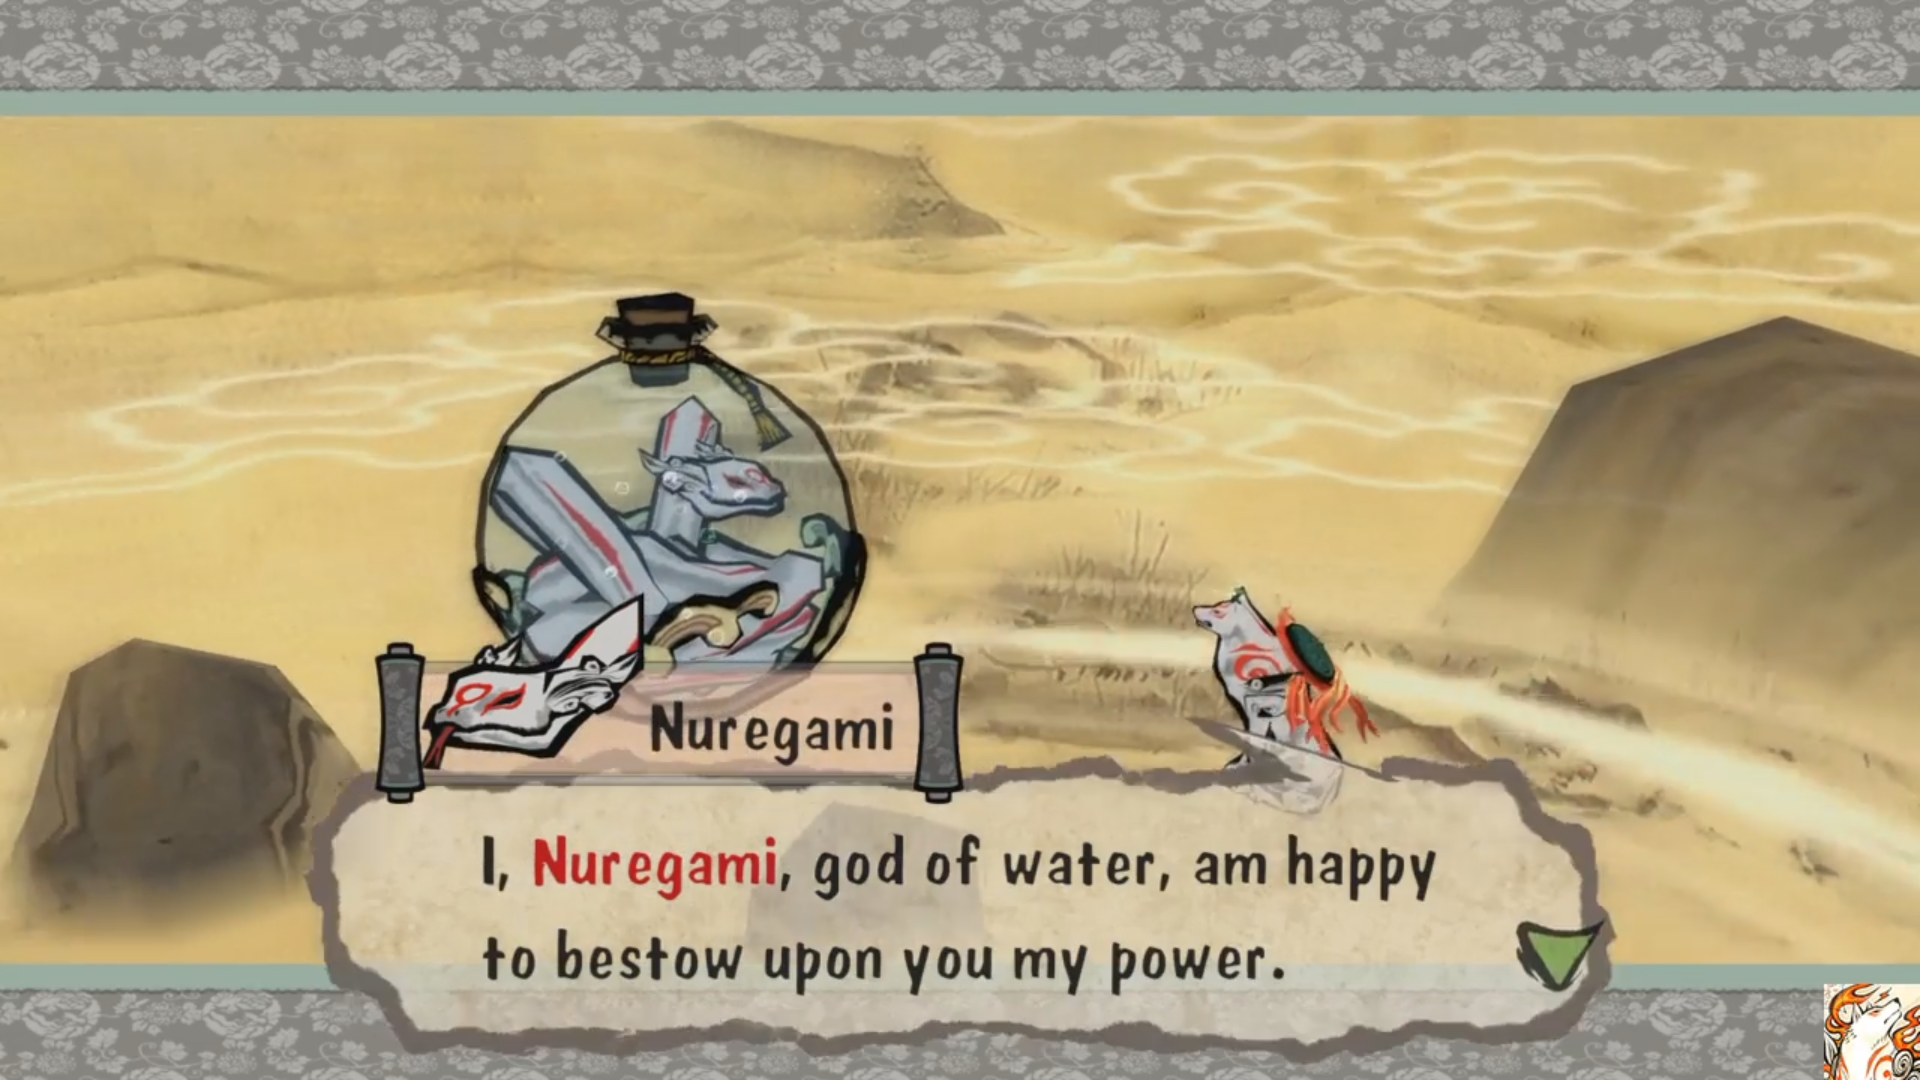 Nuregami
I, Nuregami, god of water, am happy
to bestow upon you my power.